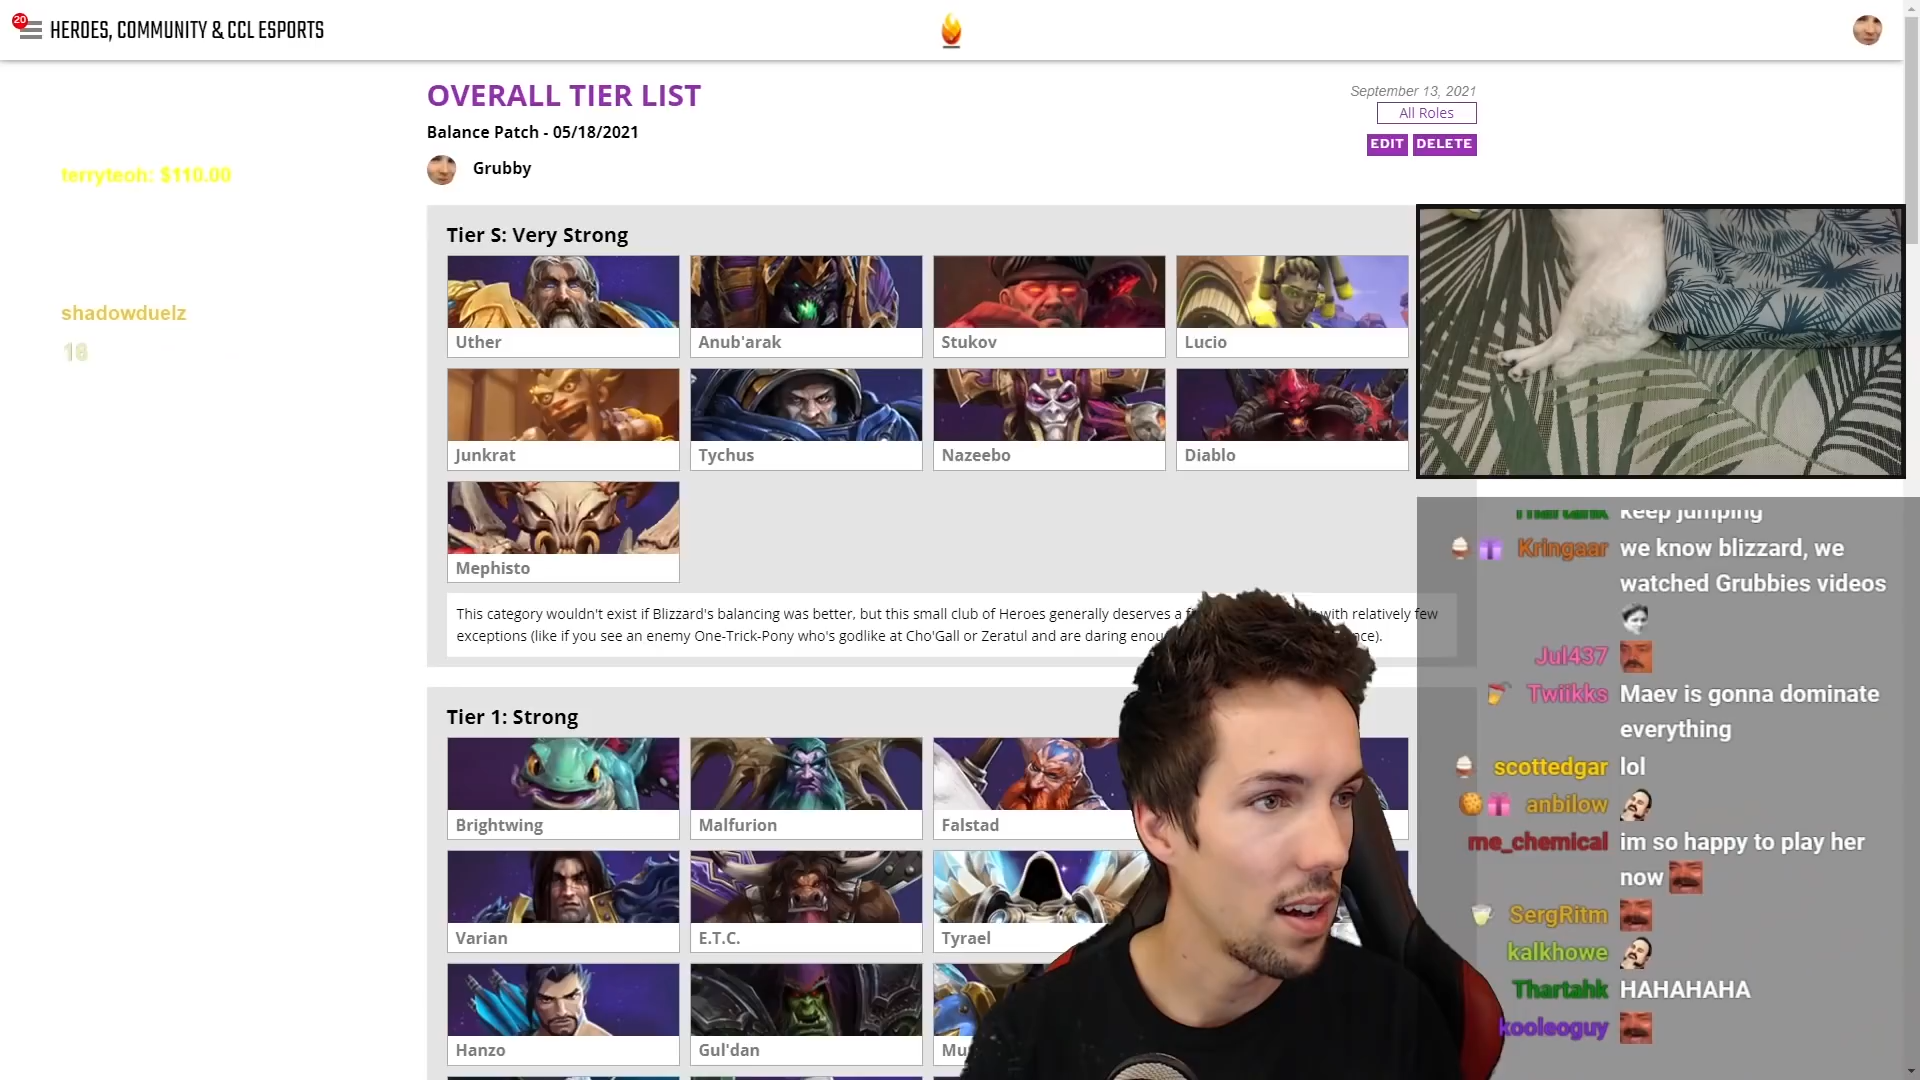 20
HEROES, COMMUNITY & CCL ESPORTS
OVERALL TIER LIST
September 13, 2021
All Roles
Balance Patch - 05/18/2021
EDIT DELETE
Grubby
terryteoh: $110.00
shadowduelz
18
Tier S: Very Strong
Uther Anub'arak Stukov Lucio
Junkrat Tychus Nazeebo Diablo
Mephisto
This category wouldn't exist if Blizzard's balancing was better, but this small club of Heroes generally deserves a with relatively few
exceptions (like if you see an enemy One-Trick-Pony who's godlike at Cho'Gall or Zeratul and are daring
Tier 1: Strong
Brightwing Malfurion Falstad
Varian E.T.C. Tyrael
Hanzo Gul'dan
Thartahk keep jumping
Kringaar we know blizzard, we
watched Grubbies videos
Jul437
Twiikks Maev is gonna dominate
everything
scottedgar lol
anbilow
me_chemical im so happy to play her
now
SergRitm
kalkhowe
Thartahk HAHAHAHA
kooleoguy